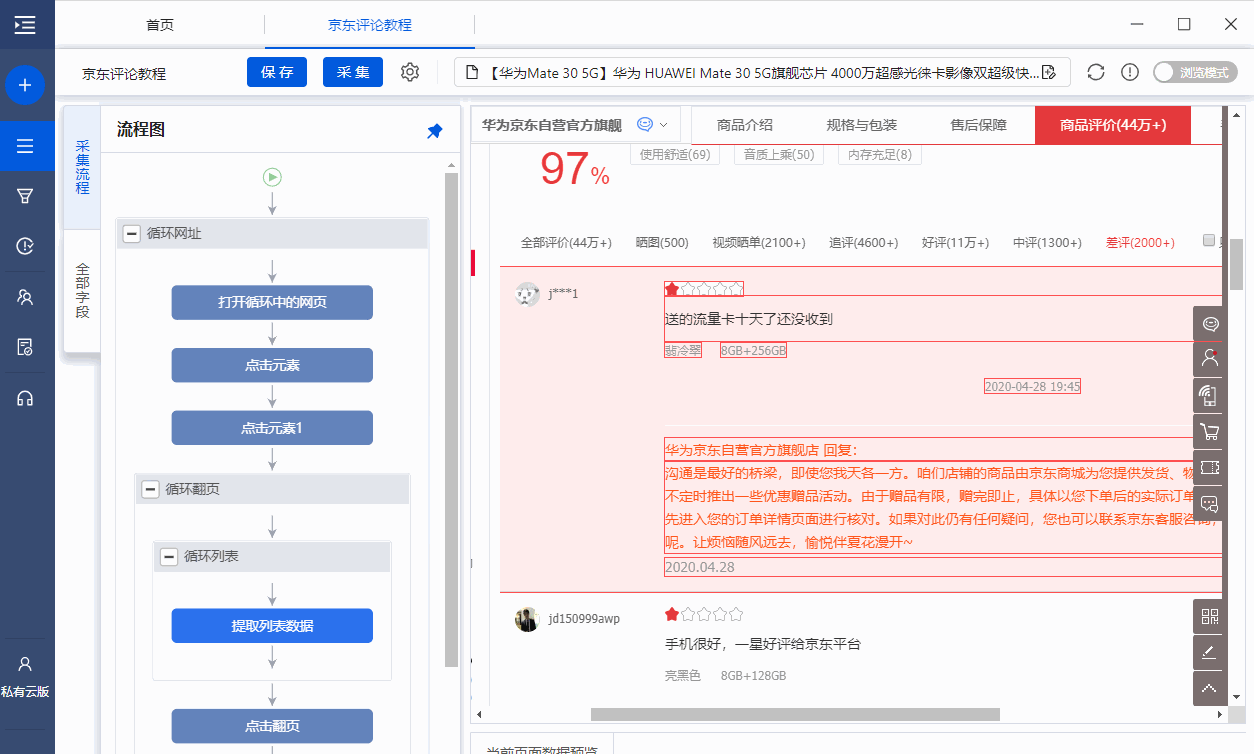 首页
京东评论教程
京东评论教程
保 存
采 集
【华为Mate 30 5G】华为 HUAWEI Mate 30 5G旗舰芯片 4000万超感光徕卡影像双超级快...
浏览模式
采集流程
全部字段
流程图
循环网址
打开循环中的网页
点击元素
点击元素1
循环翻页
循环列表
提取列表数据
点击翻页
私有云版
华为京东自营官方旗舰
商品介绍
规格与包装
售后保障
商品评价(44万+)
97%
使用舒适(69)
音质上乘(50)
内存充足(8)
全部评价(44万+)
晒图(500)
视频晒单(2100+)
追评(4600+)
好评(11万+)
中评(1300+)
差评(2000+)
j***1
送的流量卡十天了还没收到
翡冷翠
8GB+256GB
2020-04-28 19:45
华为京东自营官方旗舰店 回复：
沟通是最好的桥梁，即使您我天各一方。咱们店铺的商品由京东商城为您提供发货、物
不定时推出一些优惠赠品活动。由于赠品有限，赠完即止，具体以您下单后的实际订单
先进入您的订单详情页面进行核对。如果对此仍有任何疑问，您也可以联系京东客服咨询，
呢。让烦恼随风远去，愉悦伴夏花漫开~
2020.04.28
jd150999awp
手机很好，一星好评给京东平台
亮黑色
8GB+128GB
当前页面数据预览